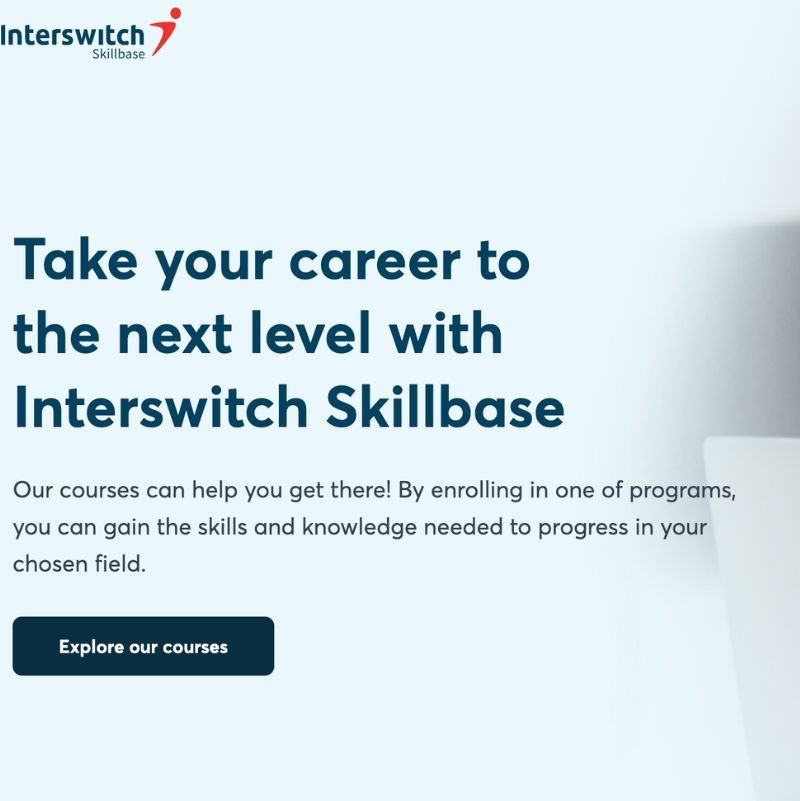 Interswitch
Skillbase
Take your career to
the next level with
Interswitch Skillbase
Our courses can help you get there! By enrolling in one of programs,
you can gain the skills and knowledge needed to progress in your
chosen field.
Explore our courses